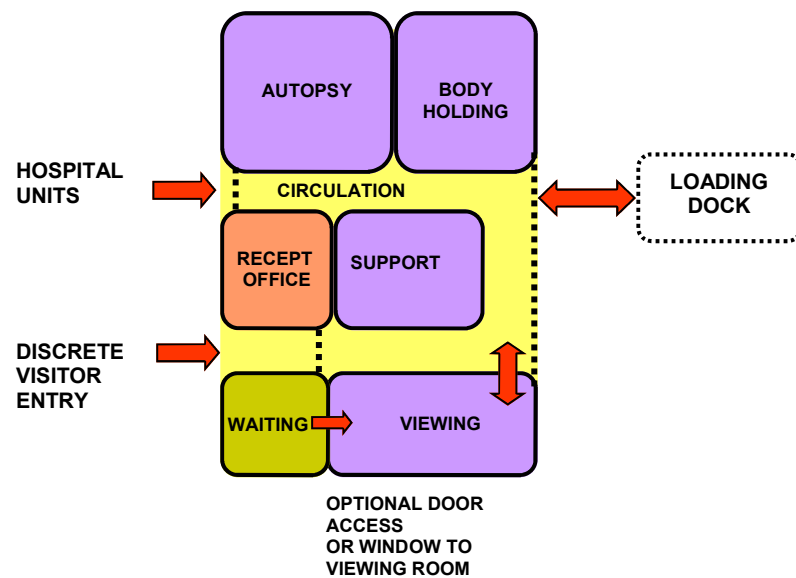 AUTOPSY
BODY
HOLDING
HOSPITAL
UNITS
CIRCULATION
LOADING
DOCK
RECEPT
OFFICE
SUPPORT
DISCRETE
VISITOR
ENTRY
WAITING
VIEWING
OPTIONAL DOOR
ACCESS
OR WINDOW TO
VIEWING ROOM